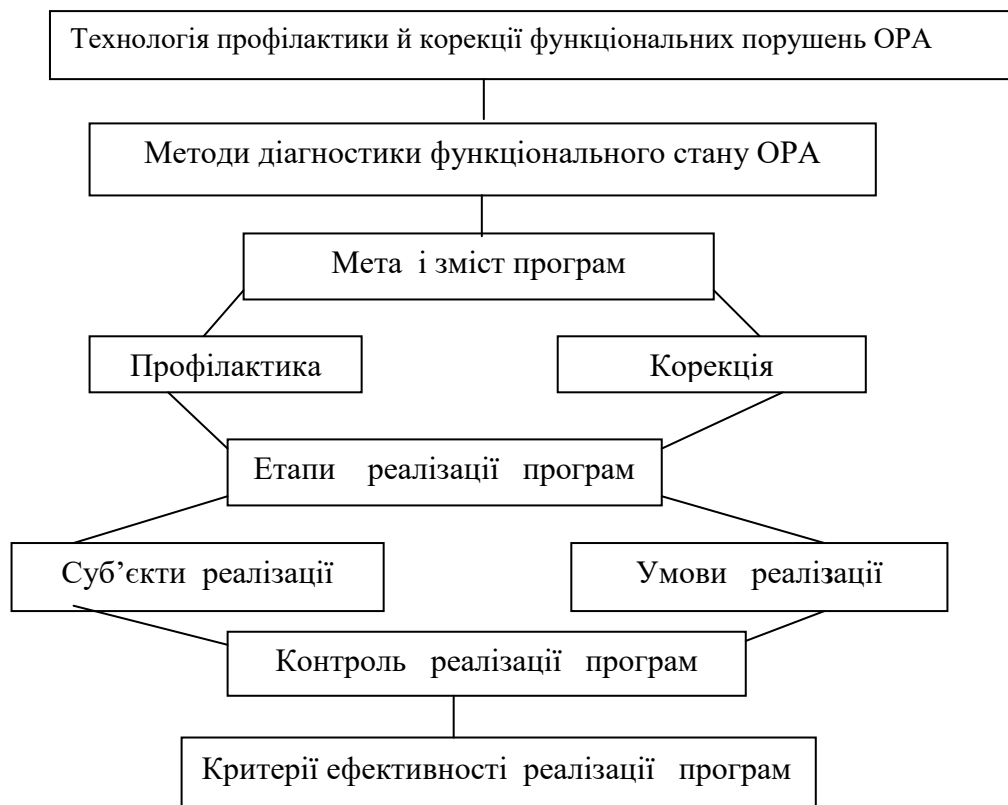 Технологія профілактики й корекції функціональних порушень ОРА
Методи діагностики функціонального стану ОРА
Мета і зміст програм
Профілактика
Корекція
Етапи реалізації програм
Суб’єкти реалізації
Умови реалізації
Контроль реалізації програм
Критерії ефективності реалізації програм